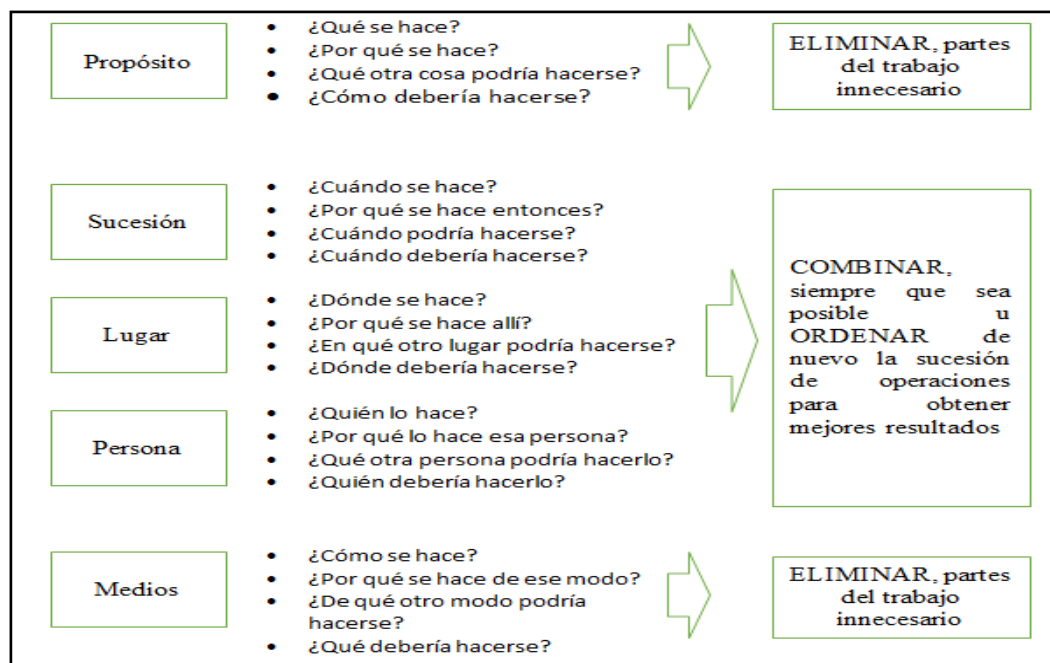 Propósito
• ¿Qué se hace?
• ¿Por qué se hace?
• ¿Qué otra cosa podría hacerse?
• ¿Cómo debería hacerse?
ELIMINAR, partes
del trabajo
innecesario
Sucesión
• ¿Cuándo se hace?
• ¿Por qué se hace entonces?
• ¿Cuándo podría hacerse?
• ¿Cuándo debería hacerse?
Lugar
• ¿Dónde se hace?
• ¿Por qué se hace allí?
• ¿En qué otro lugar podría hacerse?
• ¿Dónde debería hacerse?
Persona
• ¿Quién lo hace?
• ¿Por qué lo hace esa persona?
• ¿Qué otra persona podría hacerlo?
• ¿Quién debería hacerlo?
COMBINAR,
siempre que sea
posible u
ORDENAR de
nuevo la sucesión
de operaciones
para obtener
mejores resultados
Medios
• ¿Cómo se hace?
• ¿Por qué se hace de ese modo?
• ¿De qué otro modo podría
hacerse?
• ¿Qué debería hacerse?
ELIMINAR, partes
del trabajo
innecesario